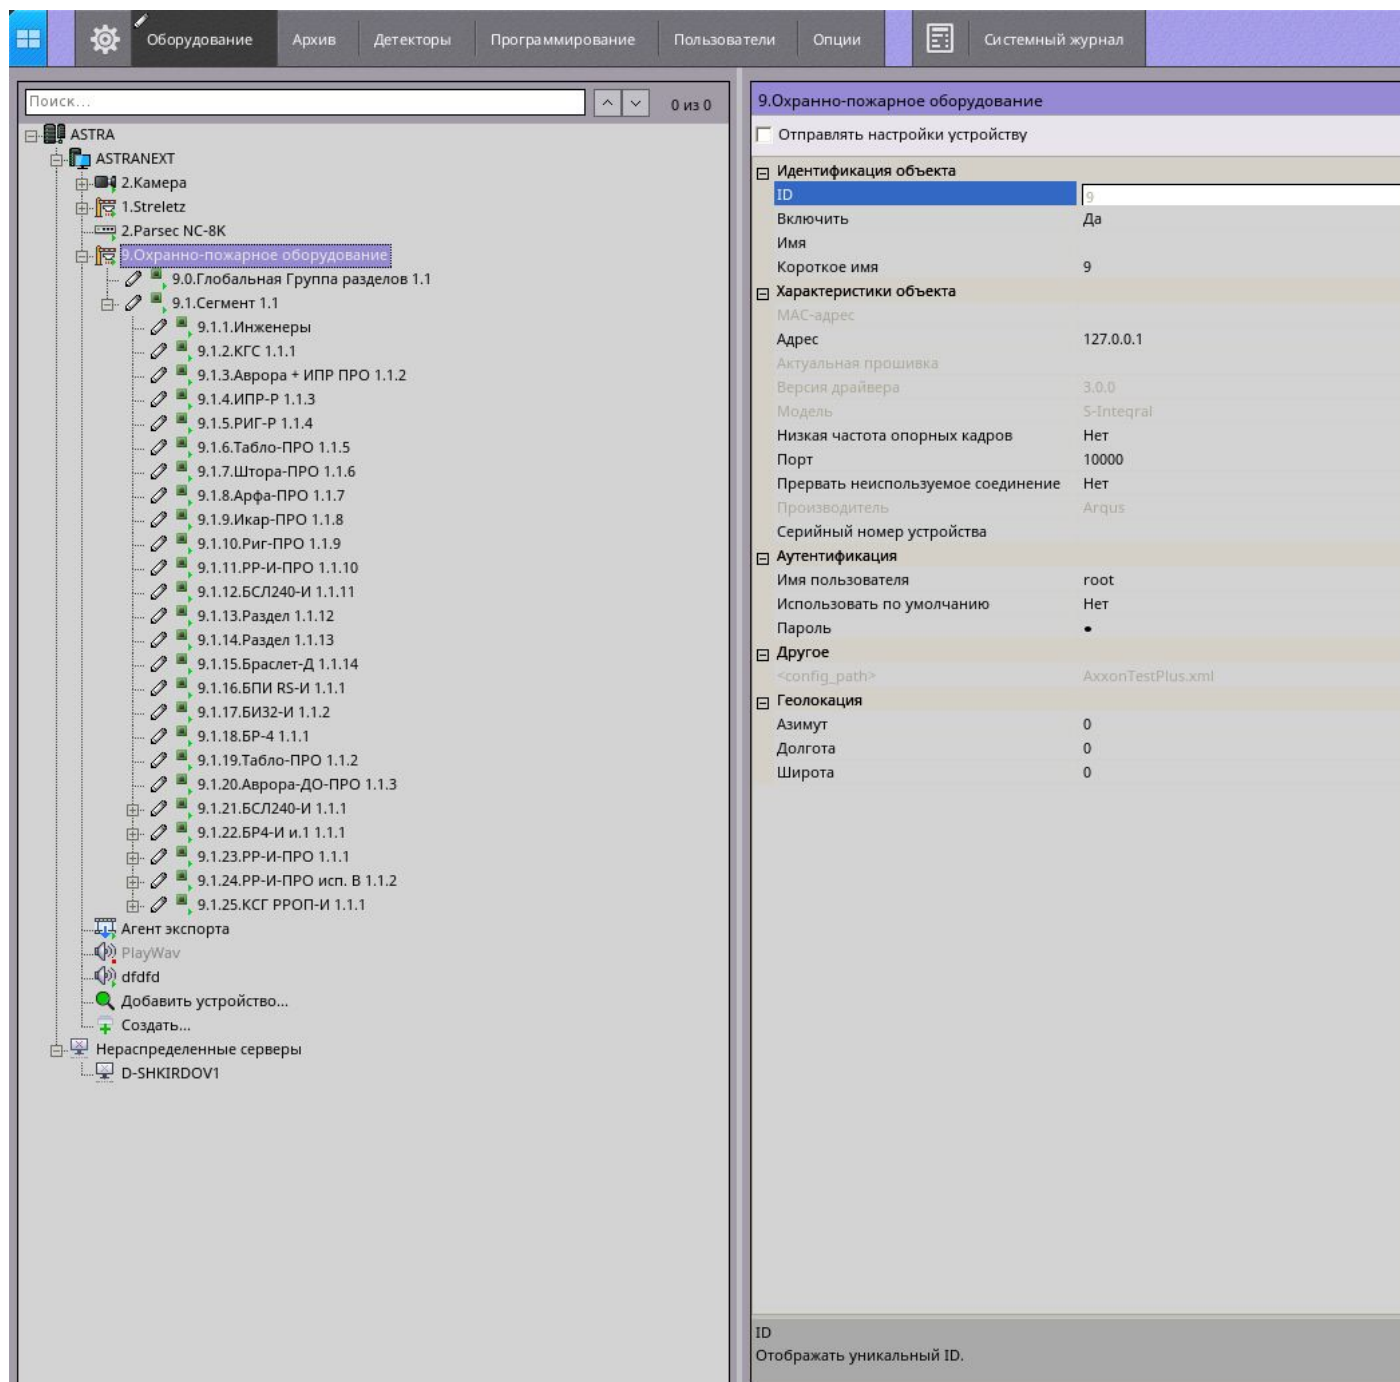 Оборудование Архив Детекторы Программирование Пользователи Опции Системный журнал
Поиск... 0 из 0
ASTRA
ASTRANEXT
2.Камера
1.Streletz
2.Parsec NC-8K
9.Охранно-пожарное оборудование
9.0.Глобальная Группа разделов 1.1
9.1.Сегмент 1.1
9.1.1.Инженеры
9.1.2.КГС 1.1.1
9.1.3.Аврора + ИПР ПРО 1.1.2
9.1.4.ИПР-Р 1.1.3
9.1.5.РИГ-Р 1.1.4
9.1.6.Табло-ПРО 1.1.5
9.1.7.Штора-ПРО 1.1.6
9.1.8.Арфа-ПРО 1.1.7
9.1.9.Икар-ПРО 1.1.8
9.1.10.Риг-ПРО 1.1.9
9.1.11.РР-И-ПРО 1.1.10
9.1.12.БСЛ240-И 1.1.11
9.1.13.Раздел 1.1.12
9.1.14.Раздел 1.1.13
9.1.15.Браслет-Д 1.1.14
9.1.16.БПИ RS-И 1.1.1
9.1.17.БИ32-И 1.1.2
9.1.18.БР-4 1.1.1
9.1.19.Табло-ПРО 1.1.2
9.1.20.Аврора-ДО-ПРО 1.1.3
9.1.21.БСЛ240-И 1.1.1
9.1.22.БР4-И и.1 1.1.1
9.1.23.РР-И-ПРО 1.1.1
9.1.24.РР-И-ПРО исп. В 1.1.2
9.1.25.КСГ РРОП-И 1.1.1
Агент экспорта
PlayWav
dfdfd
Добавить устройство...
Создать...
Нераспределенные серверы
D-SHKIRDOV1
9.Охранно-пожарное оборудование
Отправлять настройки устройству
Идентификация объекта
ID 9
Включить Да
Имя
Короткое имя 9
Характеристики объекта
MAC-адрес
Адрес 127.0.0.1
Актуальная прошивка
Версия драйвера 3.0.0
Модель S-Inteqral
Низкая частота опорных кадров Нет
Порт 10000
Прервать неиспользуемое соединение Нет
Производитель Arqus
Серийный номер устройства
Аутентификация
Имя пользователя root
Использовать по умолчанию Нет
Пароль •
Другое
<config_path> AxxonTestPlus.xml
Геолокация
Азимут 0
Долгота 0
Широта 0
ID
Отображать уникальный ID.